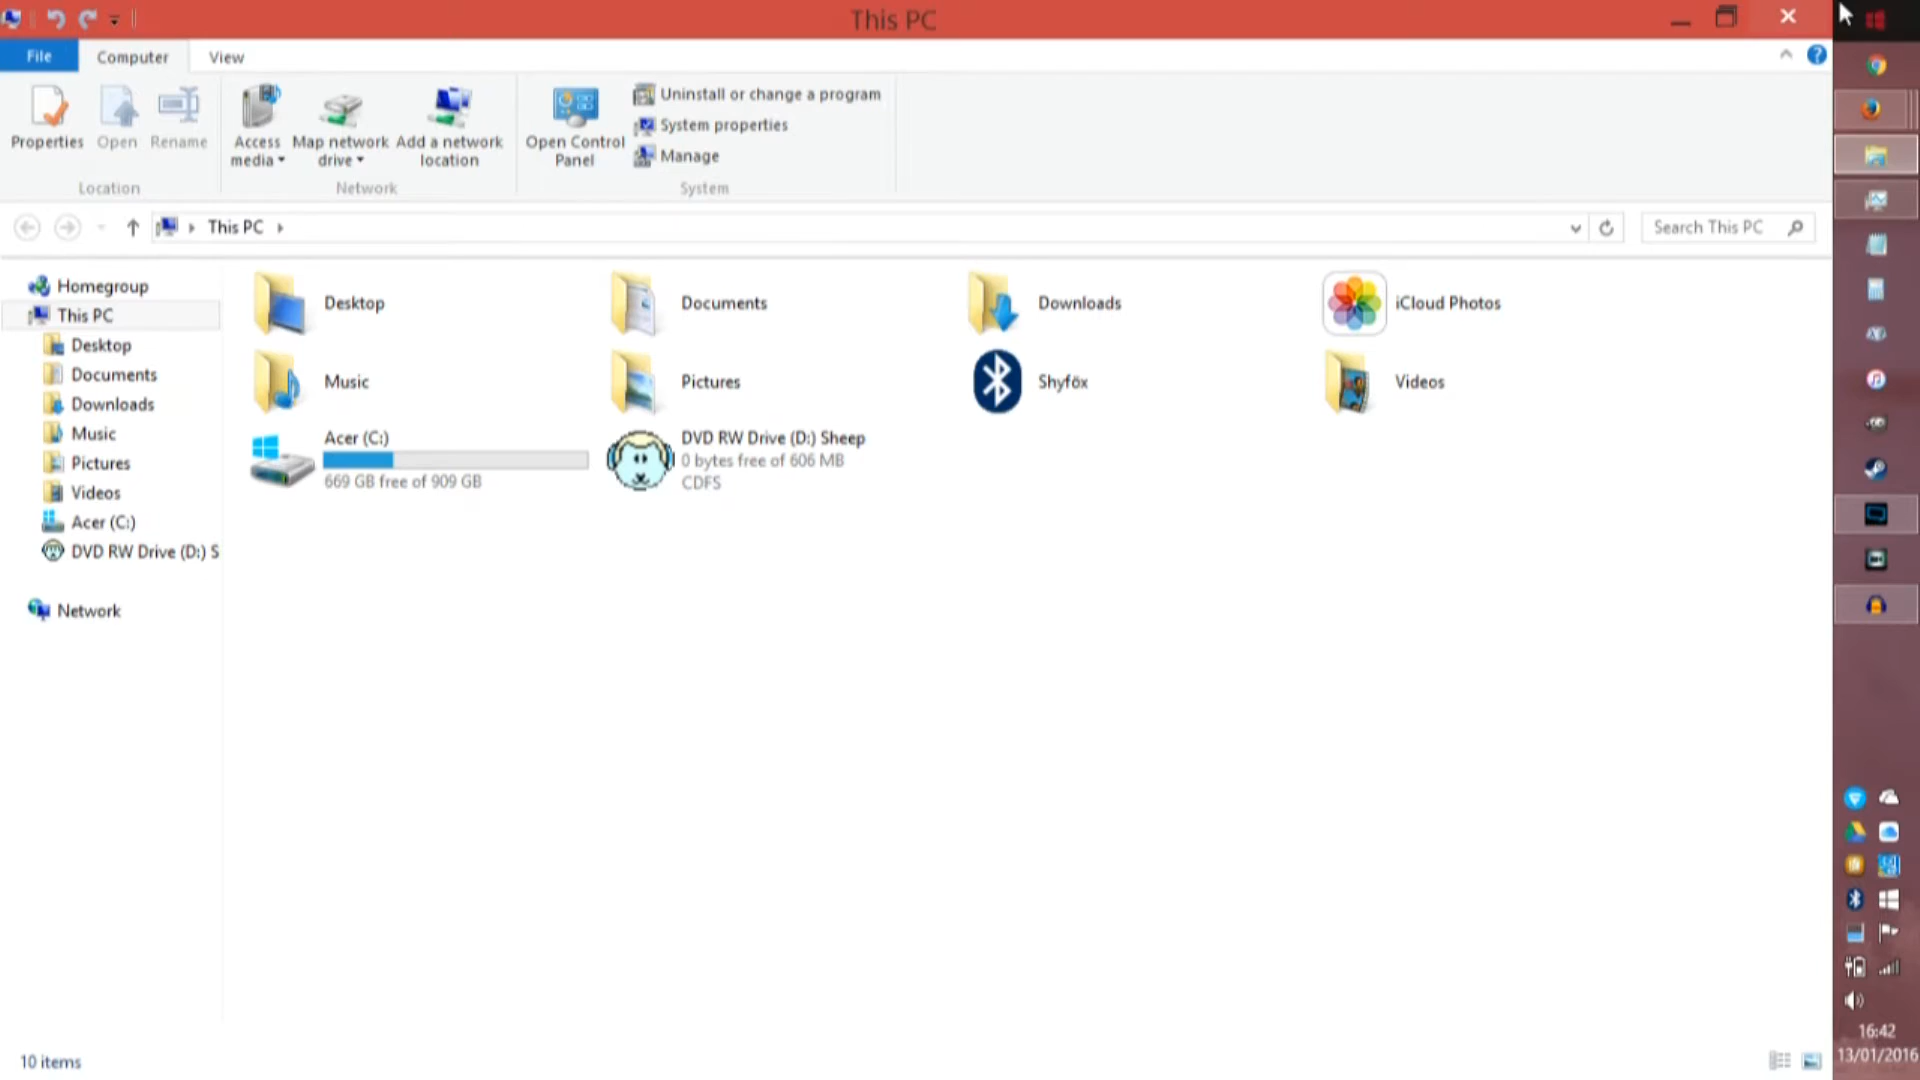 This PC
File
Computer
View
Properties
Open
Rename
Access media
Map network drive
Add a network location
Open Control Panel
Uninstall or change a program
System properties
Manage
Location
Network
System
This PC
Search This PC
Homegroup
This PC
Desktop
Documents
Downloads
Music
Pictures
Videos
Acer (C:)
DVD RW Drive (D:) S
Network
Desktop
Documents
Downloads
iCloud Photos
Music
Pictures
Shyföx
Videos
Acer (C:)
669 GB free of 909 GB
DVD RW Drive (D:) Sheep
0 bytes free of 606 MB
CDFS
10 items
16:42
13/01/2016